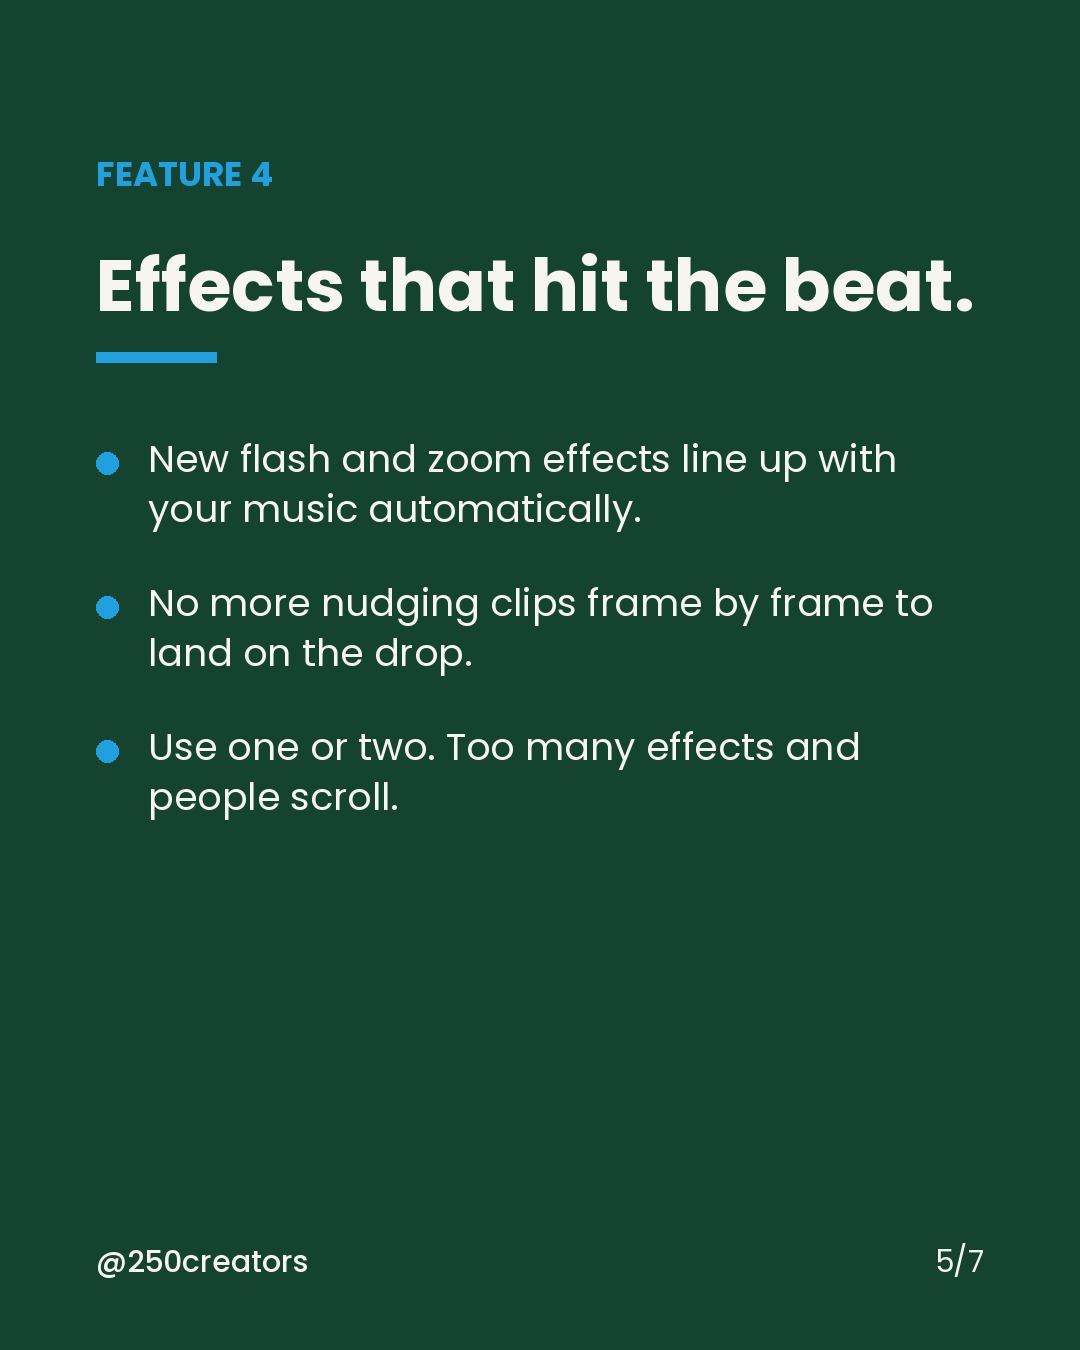 FEATURE 4
Effects that hit the beat.
New flash and zoom effects line up with
your music automatically.
No more nudging clips frame by frame to
land on the drop.
Use one or two. Too many effects and
people scroll.
@250creators
5/7